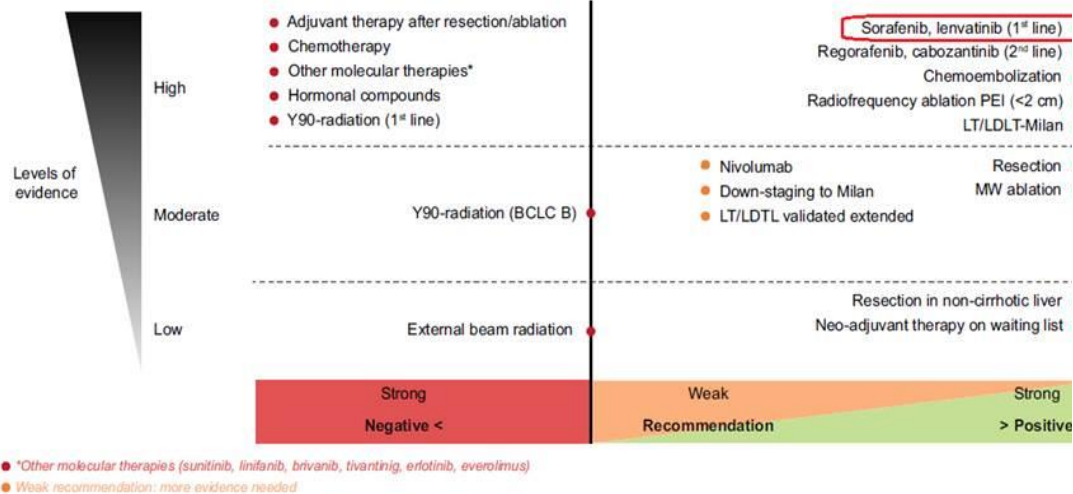 Adjuvant therapy after resection/ablation
Chemotherapy
Other molecular therapies*
Hormonal compounds
Y90-radiation (1st line)
Sorafenib, lenvatinib (1st line)
Regorafenib, cabozantinib (2nd line)
Chemoembolization
Radiofrequency ablation PEI (<2 cm)
LT/LDLT-Milan
High
Levels of
evidence
Moderate
Y90-radiation (BCLC B)
Nivolumab
Down-staging to Milan
LT/LDTL validated extended
Resection
MW ablation
Low
External beam radiation
Resection in non-cirrhotic liver
Neo-adjuvant therapy on waiting list
Strong
Weak
Strong
Negative <
Recommendation
> Positive
*Other molecular therapies (sunitinib, linifanib, brivanib, tivantinig, erlotinib, everolimus)
Weak recommendation: more evidence needed